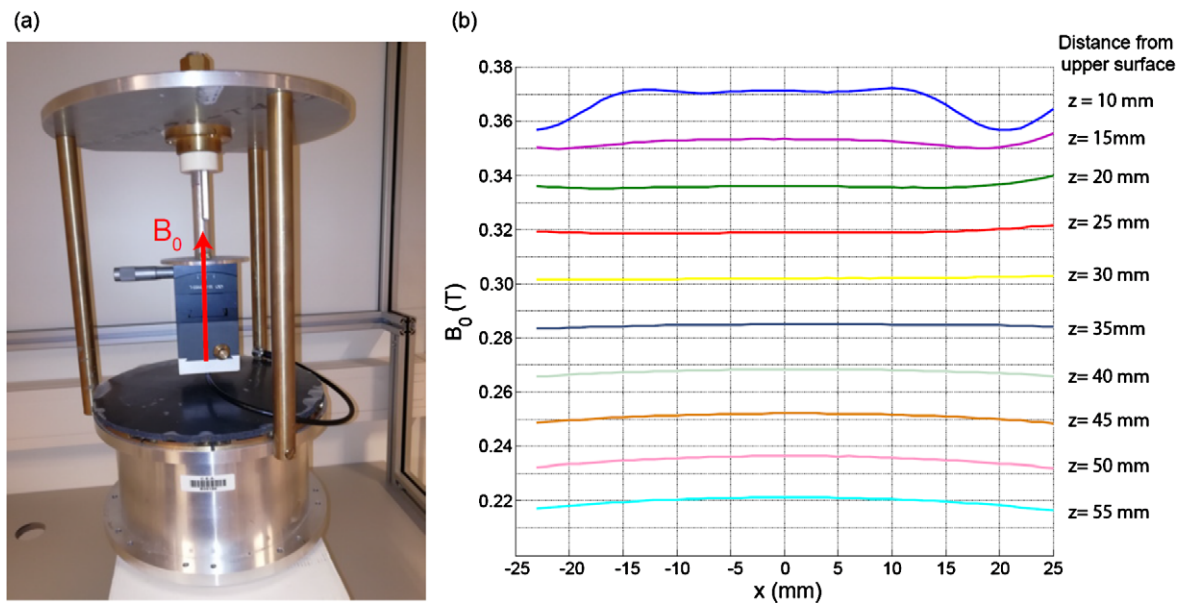 (a)
B0
(b)
Distance from
upper surface
0.38
0.36
0.34
0.32
0.30
0.28
0.26
0.24
0.22
B0 (T)
z = 10 mm
z= 15mm
z= 20 mm
z= 25 mm
z= 30 mm
z= 35mm
z= 40 mm
z= 45 mm
z= 50 mm
z= 55 mm
-25 -20 -15 -10 -5 0 5 10 15 20 25
x (mm)